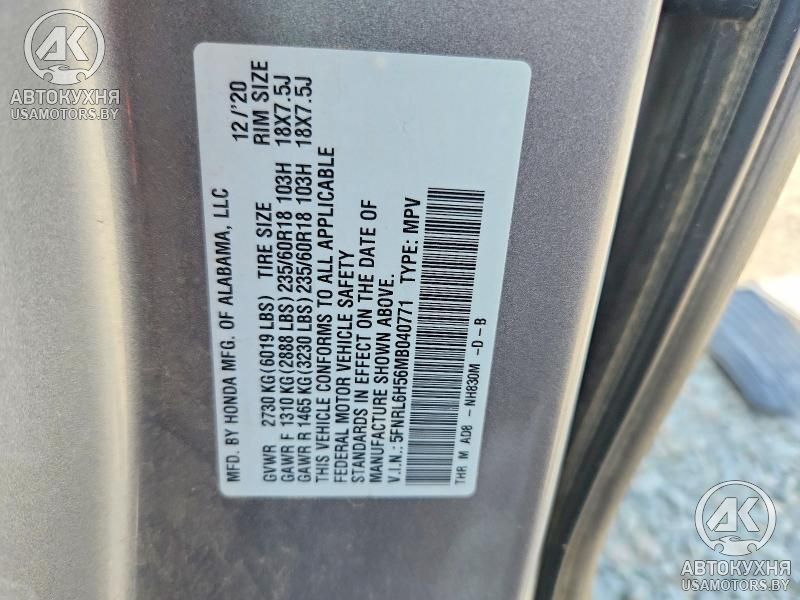 MFD. BY HONDA MFG. OF ALABAMA, LLC 12/'20
GVWR 2730 KG (6019 LBS) TIRE SIZE RIM SIZE
GAWR F 1310 KG (2888 LBS) 235/60R18 103H 18X7.5J
GAWR R 1465 KG (3230 LBS) 235/60R18 103H 18X7.5J
THIS VEHICLE CONFORMS TO ALL APPLICABLE
FEDERAL MOTOR VEHICLE SAFETY
STANDARDS IN EFFECT ON THE DATE OF
MANUFACTURE SHOWN ABOVE.
V.I.N.: 5FNRL6H56MB040771 TYPE: MPV
THR M AD8 - NH830M -D-B
АК
АВТОКУХНЯ
USAMOTORS.BY
АК
АВТОКУХНЯ
USAMOTORS.BY